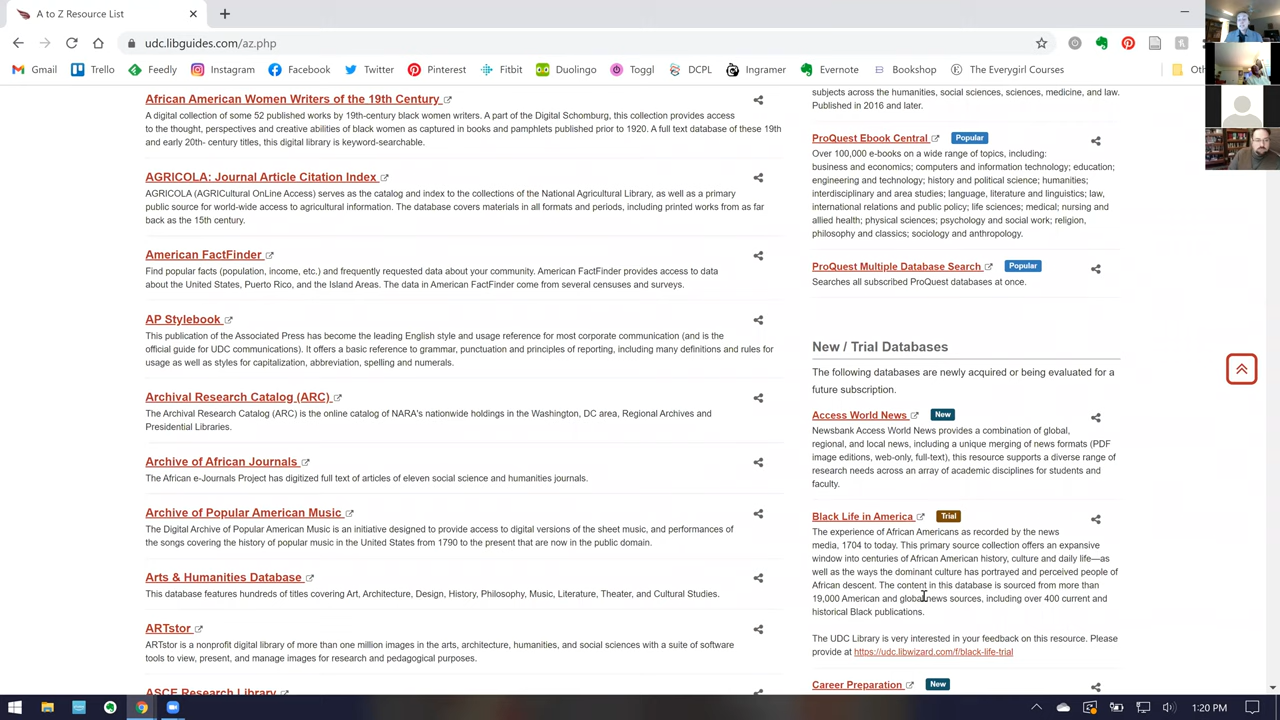 A to Z Resource List
udc.libguides.com/az.php
Gmail
Trello
Feedly
Instagram
Facebook
Twitter
Pinterest
Fitbit
Duolingo
Toggl
DCPL
Ingramer
Evernote
Bookshop
The Everygirl Courses
African American Women Writers of the 19th Century
A digital collection of some 52 published works by 19th-century black women writers. A part of the Digital Schomburg, this collection provides access
to the thought, perspectives and creative abilities of black women as captured in books and pamphlets published prior to 1920. A full text database of these 19th
and early 20th- century titles, this digital library is keyword-searchable.
AGRICOLA: Journal Article Citation Index
AGRICOLA (AGRICultural OnLine Access) serves as the catalog and index to the collections of the National Agricultural Library, as well as a primary
public source for world-wide access to agricultural information. The database covers materials in all formats and periods, including printed works from as far
back as the 15th century.
American FactFinder
Find popular facts (population, income, etc.) and frequently requested data about your community. American FactFinder provides access to data
about the United States, Puerto Rico, and the Island Areas. The data in American FactFinder come from several censuses and surveys.
AP Stylebook
This publication of the Associated Press has become the leading English style and usage reference for most corporate communication (and is the
official guide for UDC communications). It offers a basic reference to grammar, punctuation and principles of reporting, including many definitions and rules for
usage as well as styles for capitalization, abbreviation, spelling and numerals.
Archival Research Catalog (ARC)
The Archival Research Catalog (ARC) is the online catalog of NARA's nationwide holdings in the Washington, DC area, Regional Archives and
Presidential Libraries.
Archive of African Journals
The African e-Journals Project has digitized full text of articles of eleven social science and humanities journals.
Archive of Popular American Music
The Digital Archive of Popular American Music is an initiative designed to provide access to digital versions of the sheet music, and performances of
the songs covering the history of popular music in the United States from 1790 to the present that are now in the public domain.
Arts & Humanities Database
This database features hundreds of titles covering Art, Architecture, Design, History, Philosophy, Music, Literature, Theater, and Cultural Studies.
ARTstor
ARTstor is a nonprofit digital library of more than one million images in the arts, architecture, humanities, and social sciences with a suite of software
tools to view, present, and manage images for research and pedagogical purposes.
ASCE Research Library
subjects across the humanities, social sciences, sciences, medicine, and law.
Published in 2016 and later.
ProQuest Ebook Central Popular
Over 100,000 e-books on a wide range of topics, including:
business and economics; computers and information technology; education;
engineering and technology; history and political science; humanities;
interdisciplinary and area studies; language, literature and linguistics; law,
international relations and public policy; life sciences; medical; nursing and
allied health; physical sciences; psychology and social work; religion,
philosophy and classics; sociology and anthropology.
ProQuest Multiple Database Search Popular
Searches all subscribed ProQuest databases at once.
New / Trial Databases
The following databases are newly acquired or being evaluated for a
future subscription.
Access World News New
Newsbank Access World News provides a combination of global,
regional, and local news, including a unique merging of news formats (PDF
image editions, web-only, full-text), this resource supports a diverse range of
research needs across an array of academic disciplines for students and
faculty.
Black Life in America Trial
The experience of African Americans as recorded by the news
media, 1704 to today. This primary source collection offers an expansive
window into centuries of African American history, culture and daily life—as
well as the ways the dominant culture has portrayed and perceived people of
African descent. The content in this database is sourced from more than
19,000 American and global news sources, including over 400 current and
historical Black publications.
The UDC Library is very interested in your feedback on this resource. Please
provide at https://udc.libwizard.com/f/black-life-trial
Career Preparation New
1:20 PM